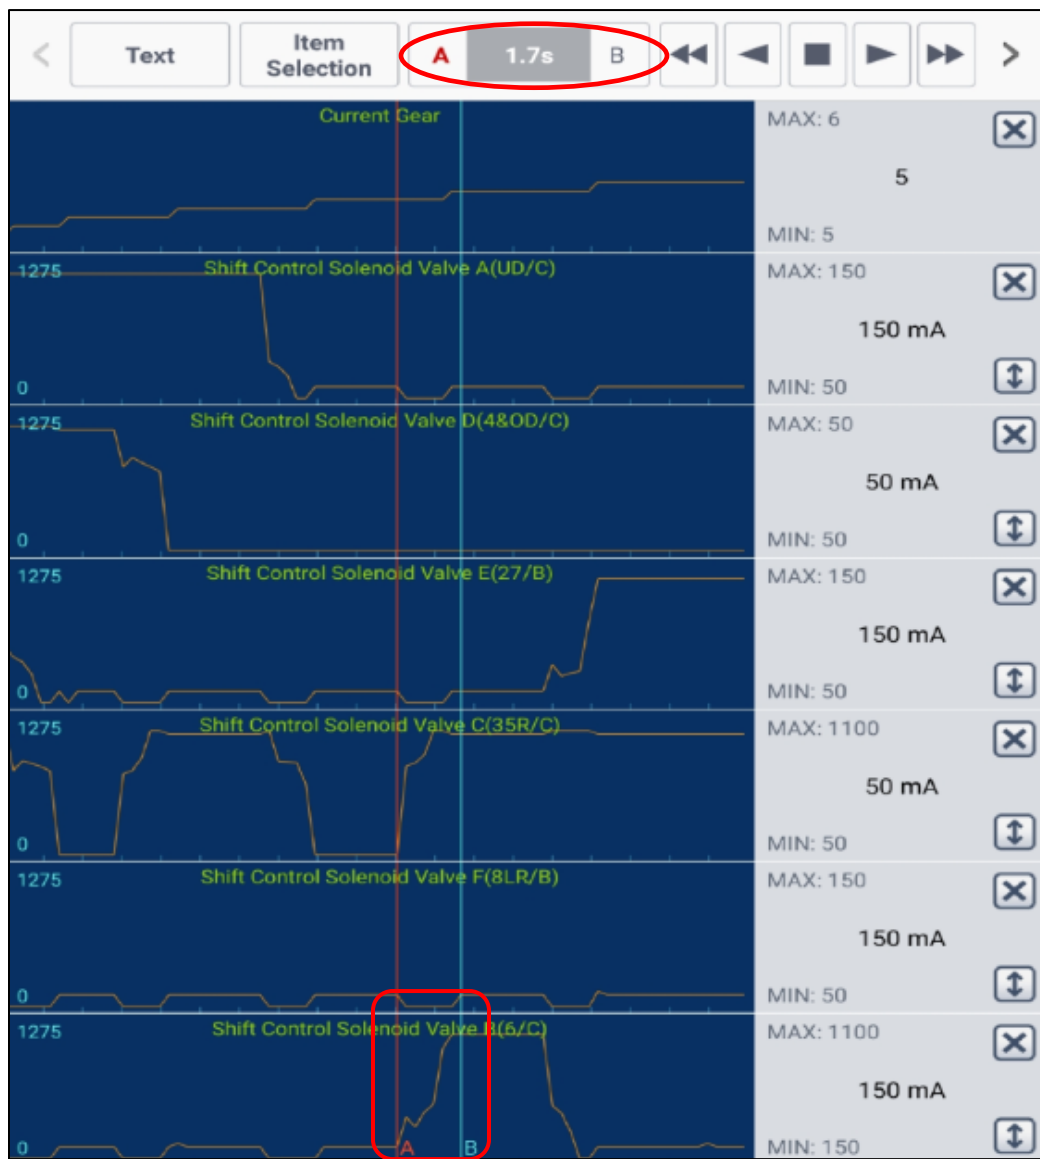 Text
Item
Selection
A
1.7s
B
Current Gear
MAX: 6
5
MIN: 5
1275
Shift Control Solenoid Valve A(UD/C)
MAX: 150
150 mA
0
MIN: 50
1275
Shift Control Solenoid Valve D(4&OD/C)
MAX: 50
50 mA
0
MIN: 50
1275
Shift Control Solenoid Valve E(27/B)
MAX: 150
150 mA
0
MIN: 50
1275
Shift Control Solenoid Valve C(35R/C)
MAX: 1100
50 mA
0
MIN: 50
1275
Shift Control Solenoid Valve F(8LR/B)
MAX: 150
150 mA
0
MIN: 50
1275
Shift Control Solenoid Valve B(6/C)
MAX: 1100
150 mA
0
A
B
MIN: 150